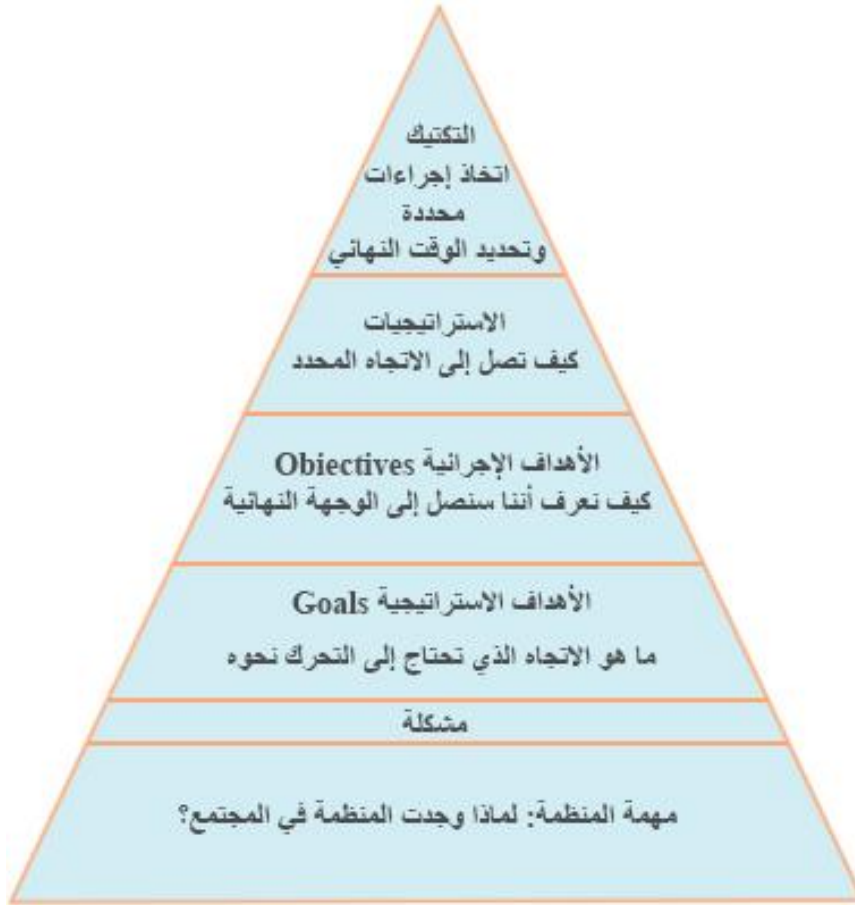 التكتيك
اتخاذ إجراءات
محددة
وتحديد الوقت النهائي
الاستراتيجيات
كيف تصل إلى الاتجاه المحدد
الأهداف الإجرائية Obiectives
كيف نعرف أننا سنصل إلى الوجهة النهائية
الأهداف الاستراتيجية Goals
ما هو الاتجاه الذي تحتاج إلى التحرك نحوه
مشكلة
مهمة المنظمة: لماذا وجدت المنظمة في المجتمع؟